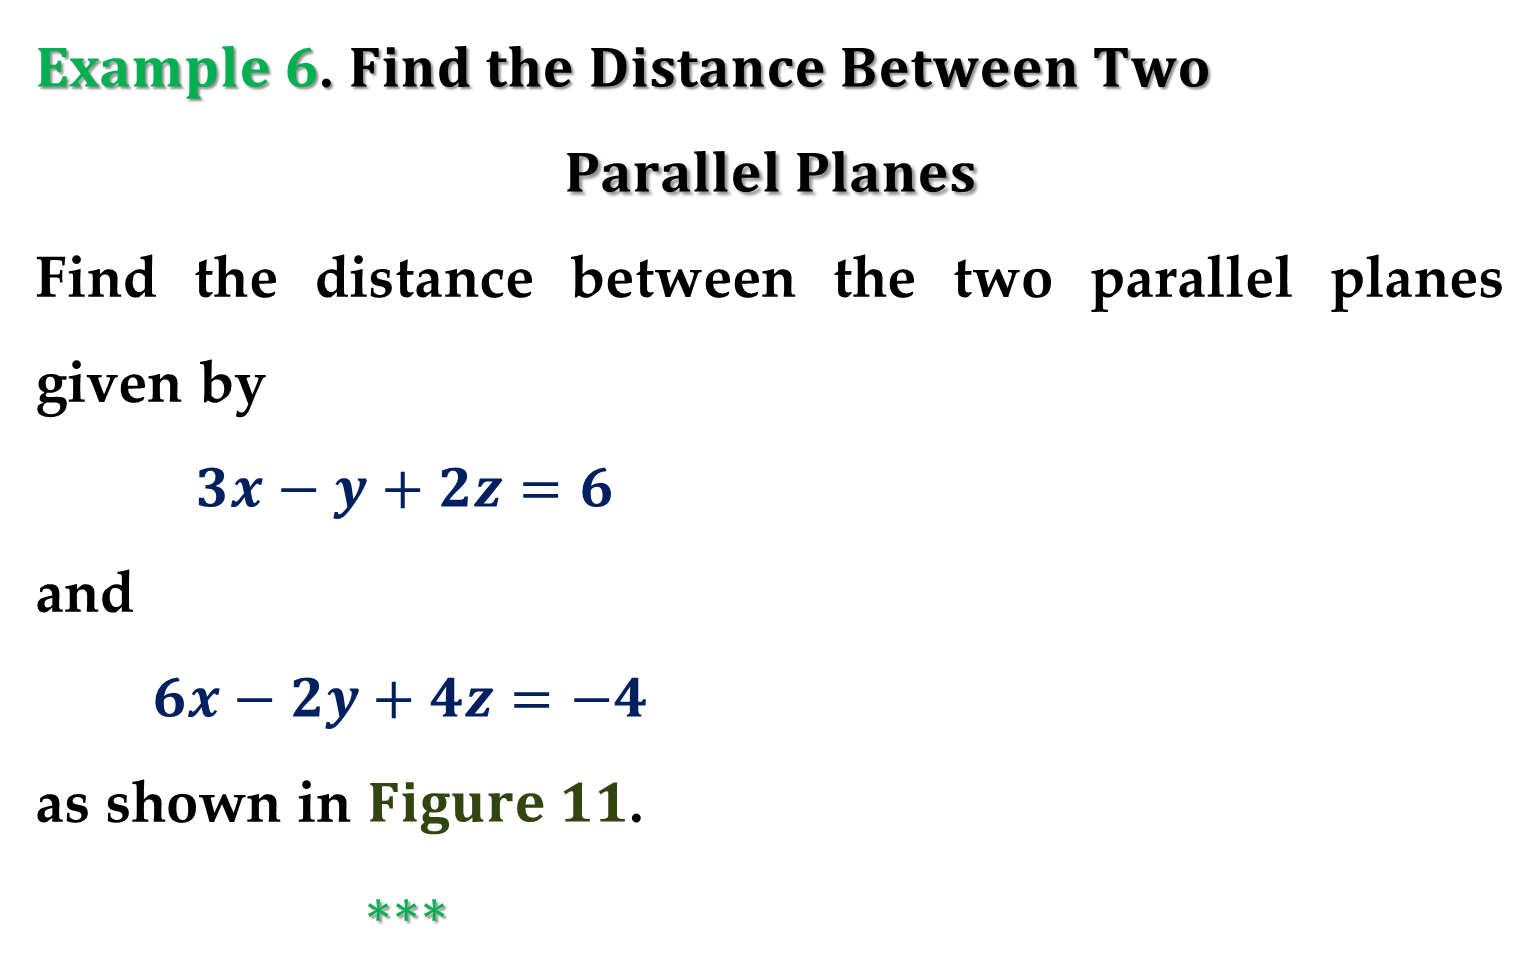 Example 6. Find the Distance Between Two
Parallel Planes
Find the distance between the two parallel planes
given by
3x − y + 2z = 6
and
6x − 2y + 4z = −4
as shown in Figure 11.
***